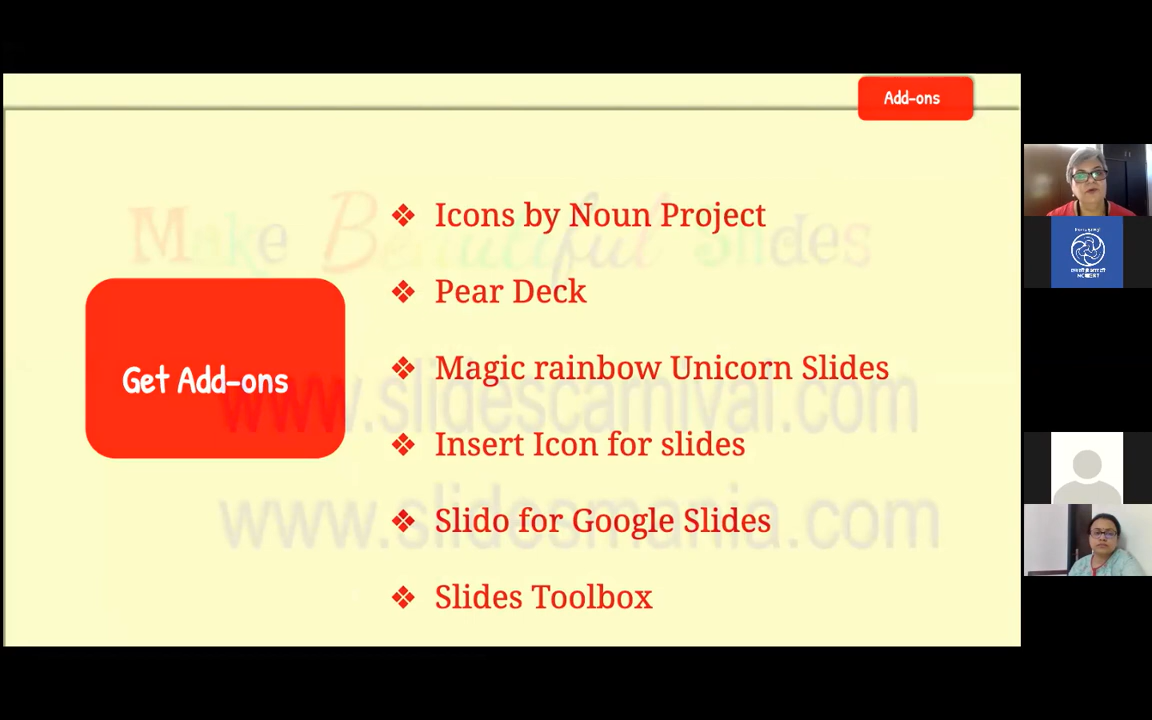 Add-ons
Make Beautiful Slides
Icons by Noun Project
Pear Deck
Get Add-ons
Magic rainbow Unicorn Slides
www.slidescarnival.com
Insert Icon for slides
Slido for Google Slides
www.slidesmania.com
Slides Toolbox